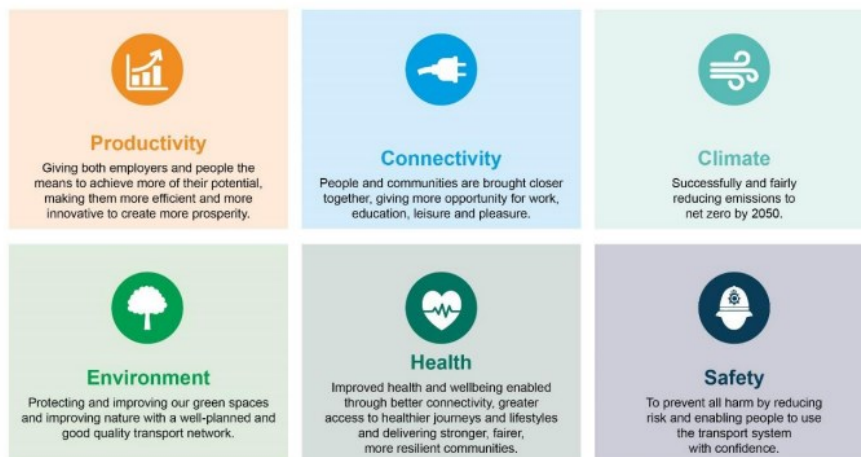 Productivity
Giving both employers and people the
means to achieve more of their potential,
making them more efficient and more
innovative to create more prosperity.
Connectivity
People and communities are brought closer
together, giving more opportunity for work,
education, leisure and pleasure.
Climate
Successfully and fairly
reducing emissions to
net zero by 2050.
Environment
Protecting and improving our green spaces
and improving nature with a well-planned and
good quality transport network.
Health
Improved health and wellbeing enabled
through better connectivity, greater
access to healthier journeys and lifestyles
and delivering stronger, fairer,
more resilient communities.
Safety
To prevent all harm by reducing
risk and enabling people to use
the transport system
with confidence.